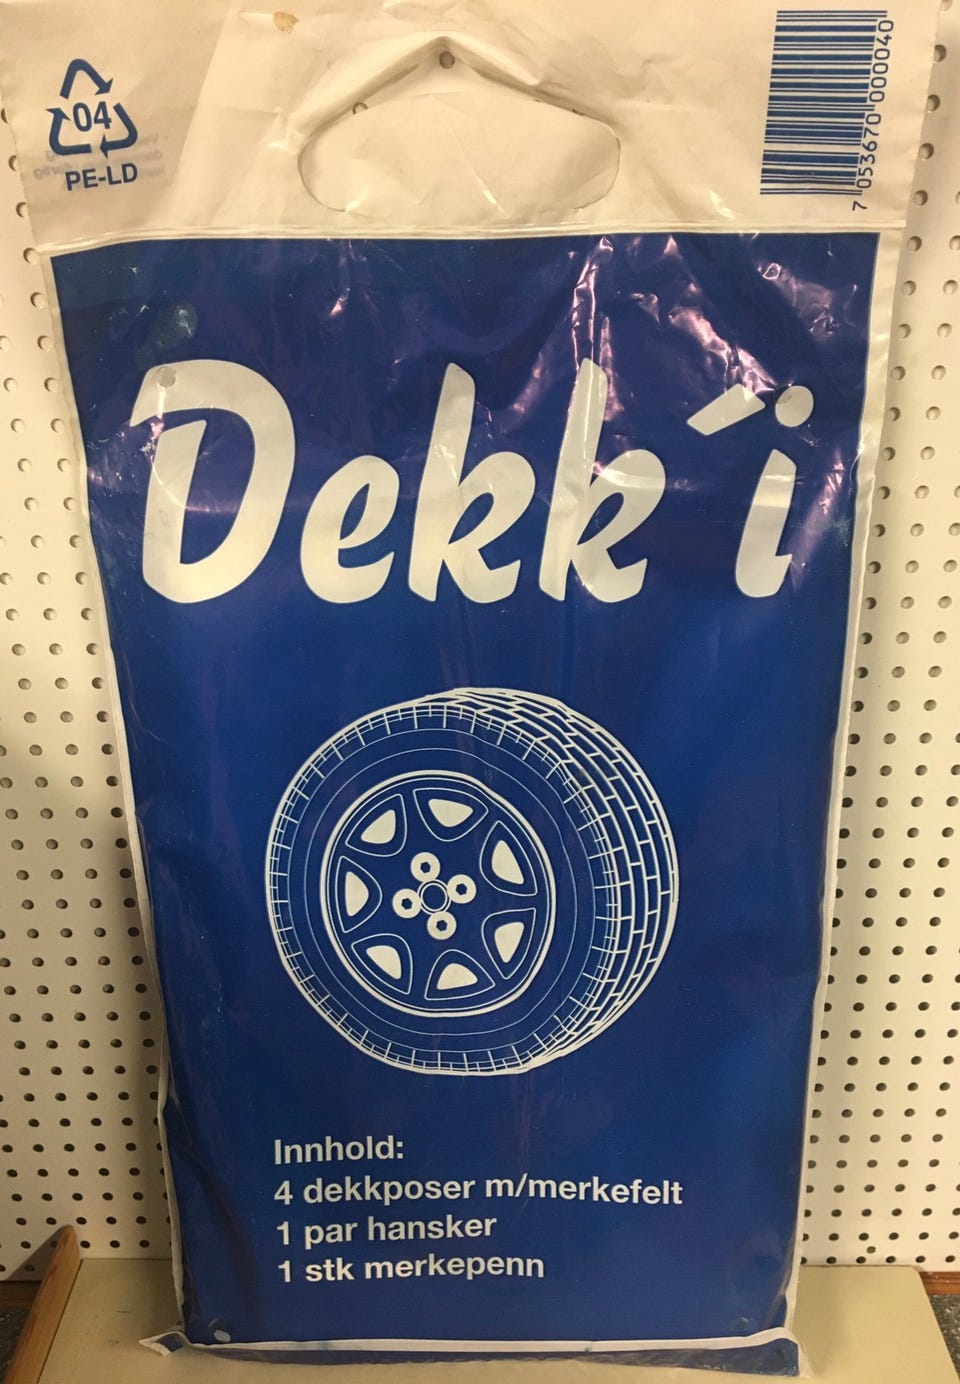 04
PE-LD
7 053670 000040
Dekk´i
Innhold:
4 dekkposer m/merkefelt
1 par hansker
1 stk merkepenn